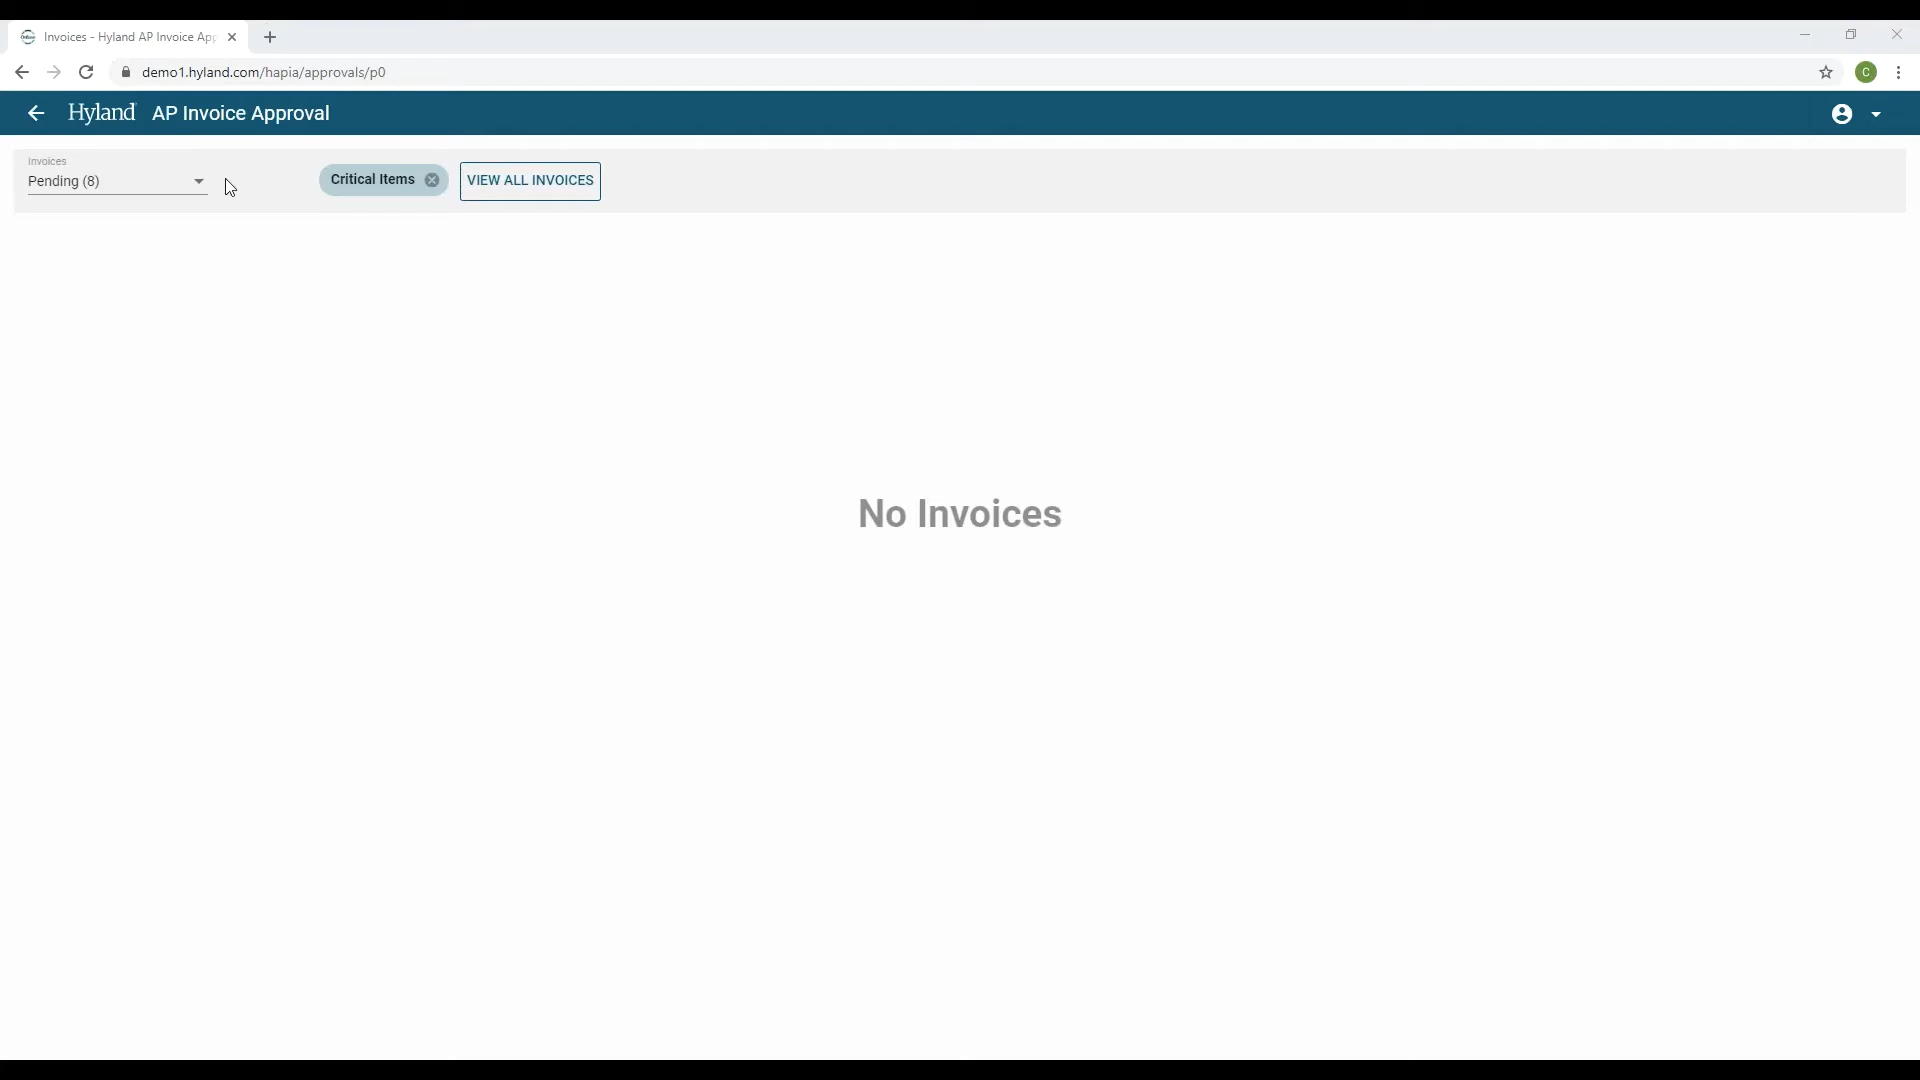 Invoices - Hyland AP Invoice App
demo1.hyland.com/hapia/approvals/p0
C
Hyland AP Invoice Approval
Invoices
Pending (8)
Critical Items
VIEW ALL INVOICES
No Invoices